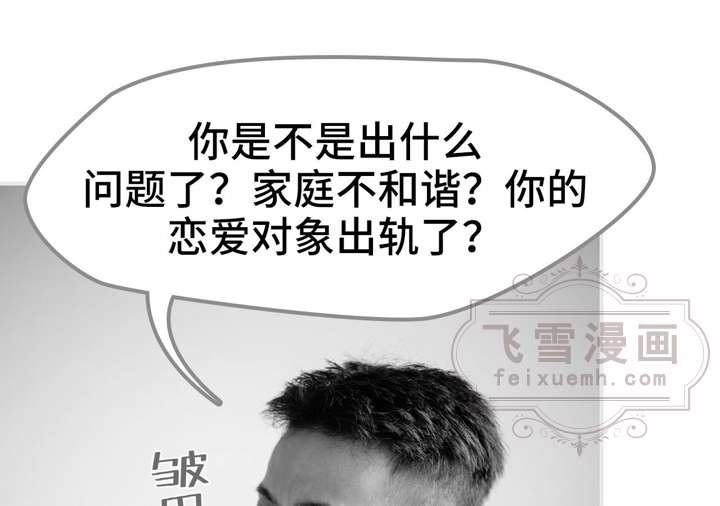 你是不是出什么
问题了？家庭不和谐？你的
恋爱对象出轨了？
飞雪漫画
feixuemh.com
皱